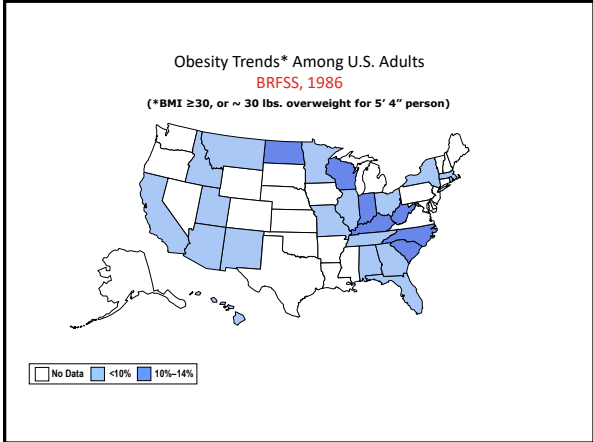 Obesity Trends* Among U.S. Adults
BRFSS, 1986
(*BMI ≥30, or ~ 30 lbs. overweight for 5’ 4” person)
No Data <10% 10%–14%